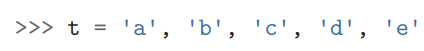 >>> t = 'a', 'b', 'c', 'd', 'e'